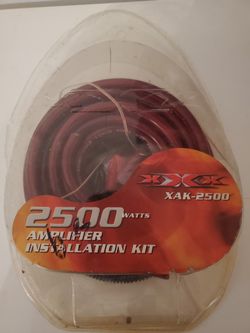 XXX
XAK-2500
2500 WATTS
AMPLIFIER
INSTALLATION KIT